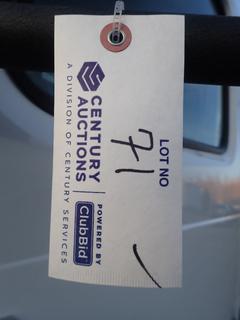 CENTURY
AUCTIONS
A DIVISION OF CENTURY SERVICES
POWERED BY
ClubBid
LOT NO
71